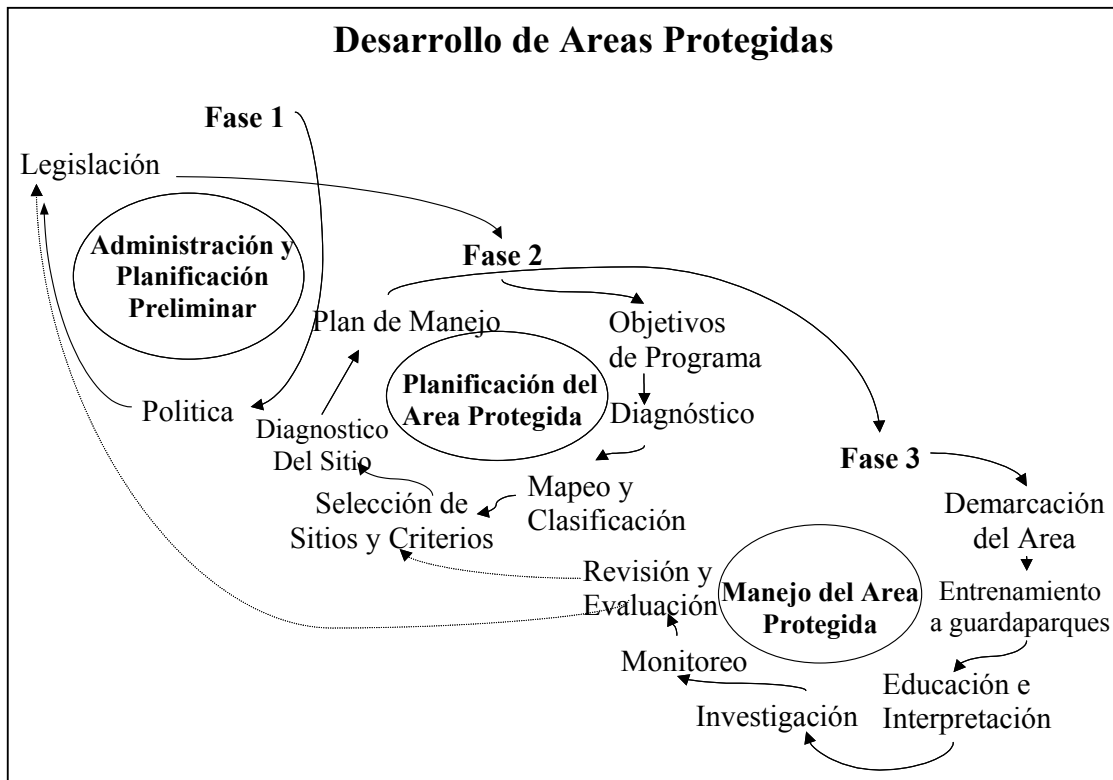 Desarrollo de Areas Protegidas
Fase 1
Legislación
Administración y
Planificación
Preliminar
Politica
Fase 2
Plan de Manejo
Objetivos
de Programa
Planificación del
Area Protegida
Diagnóstico
Diagnostico
Del Sitio
Mapeo y
Clasificación
Selección de
Sitios y Criterios
Fase 3
Demarcación
del Area
Revisión y
Evaluación
Manejo del Area
Protegida
Entrenamiento
a guardaparques
Monitoreo
Educación e
Interpretación
Investigación